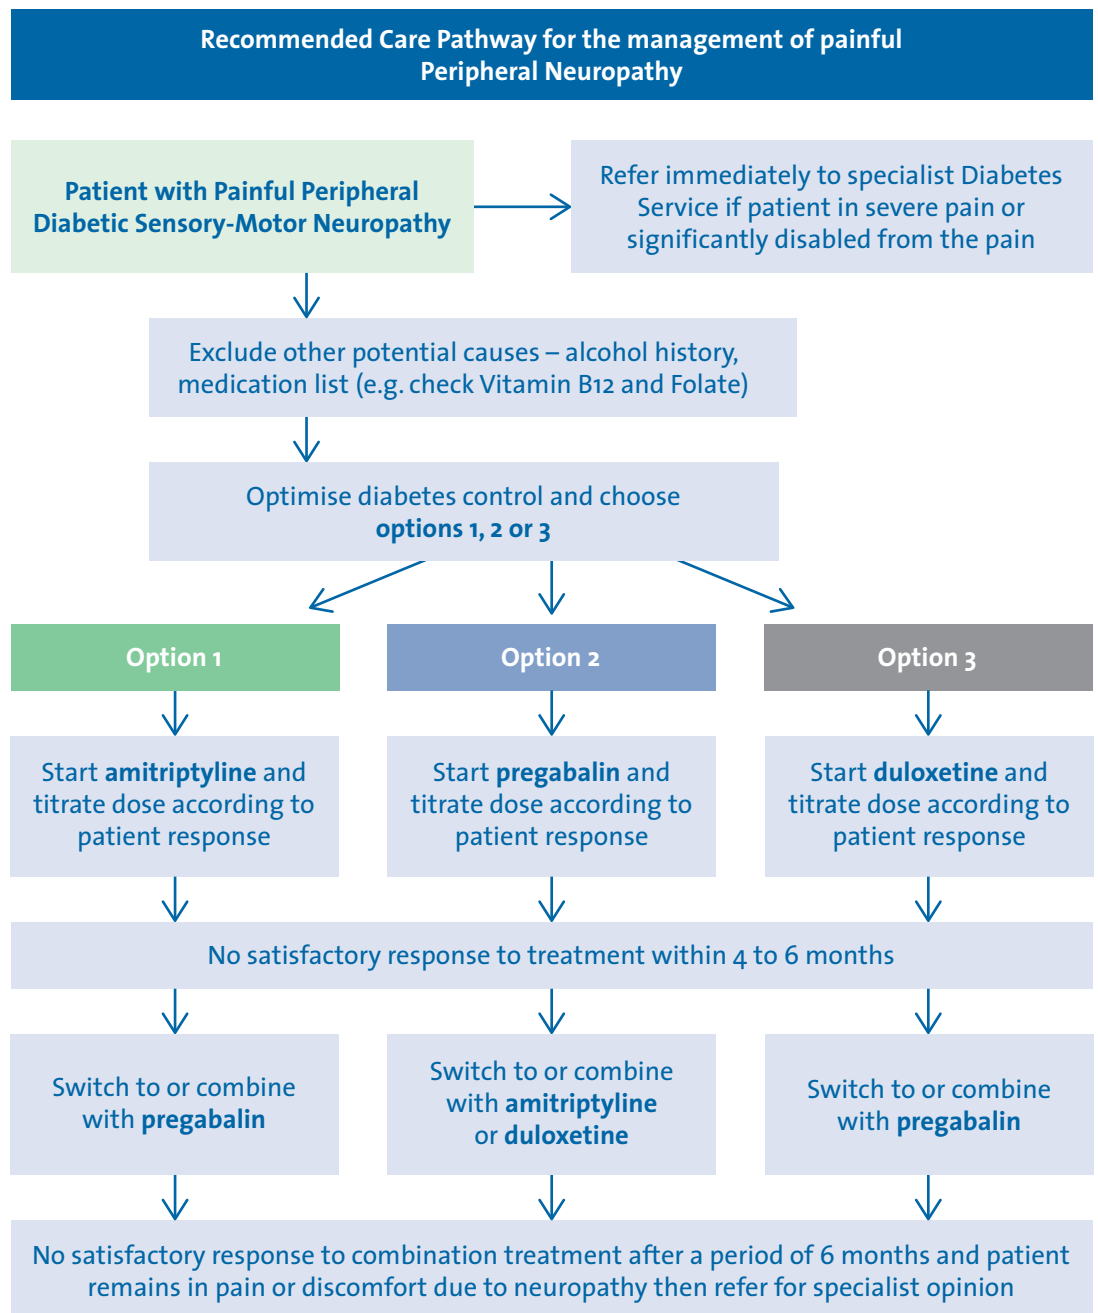 Recommended Care Pathway for the management of painful
Peripheral Neuropathy
Patient with Painful Peripheral
Diabetic Sensory-Motor Neuropathy
Refer immediately to specialist Diabetes
Service if patient in severe pain or
significantly disabled from the pain
Exclude other potential causes – alcohol history,
medication list (e.g. check Vitamin B12 and Folate)
Optimise diabetes control and choose
options 1, 2 or 3
Option 1
Option 2
Option 3
Start amitriptyline and
titrate dose according to
patient response
Start pregabalin and
titrate dose according to
patient response
Start duloxetine and
titrate dose according to
patient response
No satisfactory response to treatment within 4 to 6 months
Switch to or combine
with pregabalin
Switch to or combine
with amitriptyline
or duloxetine
Switch to or combine
with pregabalin
No satisfactory response to combination treatment after a period of 6 months and patient
remains in pain or discomfort due to neuropathy then refer for specialist opinion